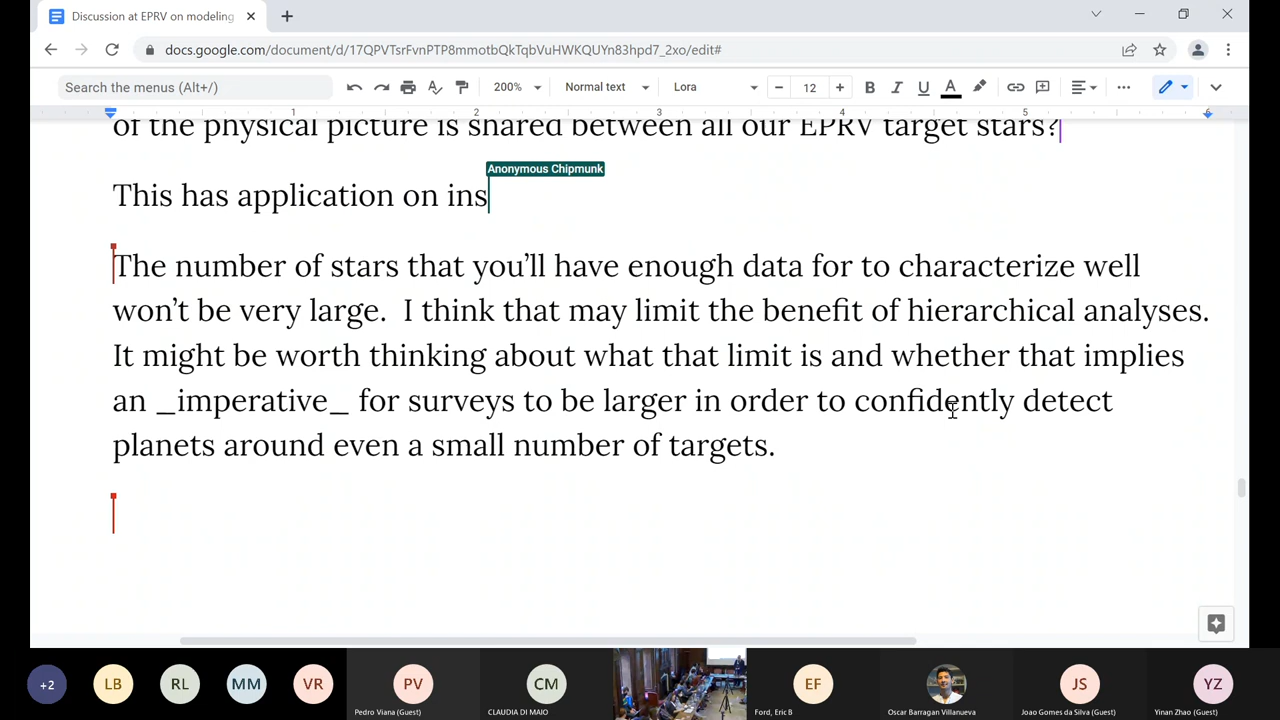 Discussion at EPRV on modeling
docs.google.com/document/d/17QPVTsrFvnPTP8mmotbQkTqbVuHWKQUYn83hpd7_2xo/edit#
Search the menus (Alt+/)
200%
Normal text
Lora
12
B
I
U
A
1
2
3
4
5
6
of the physical picture is shared between all our EPRV target stars?
Anonymous Chipmunk
This has application on ins
The number of stars that you’ll have enough data for to characterize well
won’t be very large.  I think that may limit the benefit of hierarchical analyses.
It might be worth thinking about what that limit is and whether that implies
an _imperative_ for surveys to be larger in order to confidently detect
planets around even a small number of targets.
+2
LB
RL
MM
VR
PV
CM
EF
JS
YZ
Pedro Viana (Guest)
CLAUDIA DI MAIO
Ford, Eric B
Oscar Barragan Villanueva
Joao Gomes da Silva (Guest)
Yinan Zhao (Guest)